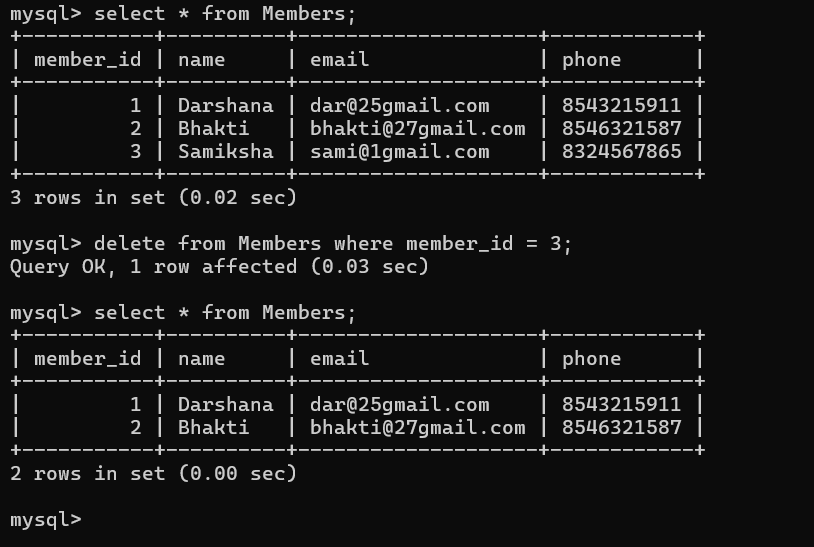 mysql> select * from Members;
+-----------+----------+--------------------+------------+
| member_id | name     | email              | phone      |
+-----------+----------+--------------------+------------+
|         1 | Darshana | dar@25gmail.com    | 8543215911 |
|         2 | Bhakti   | bhakti@27gmail.com | 8546321587 |
|         3 | Samiksha | sami@1gmail.com    | 8324567865 |
+-----------+----------+--------------------+------------+
3 rows in set (0.02 sec)

mysql> delete from Members where member_id = 3;
Query OK, 1 row affected (0.03 sec)

mysql> select * from Members;
+-----------+----------+--------------------+------------+
| member_id | name     | email              | phone      |
+-----------+----------+--------------------+------------+
|         1 | Darshana | dar@25gmail.com    | 8543215911 |
|         2 | Bhakti   | bhakti@27gmail.com | 8546321587 |
+-----------+----------+--------------------+------------+
2 rows in set (0.00 sec)

mysql>